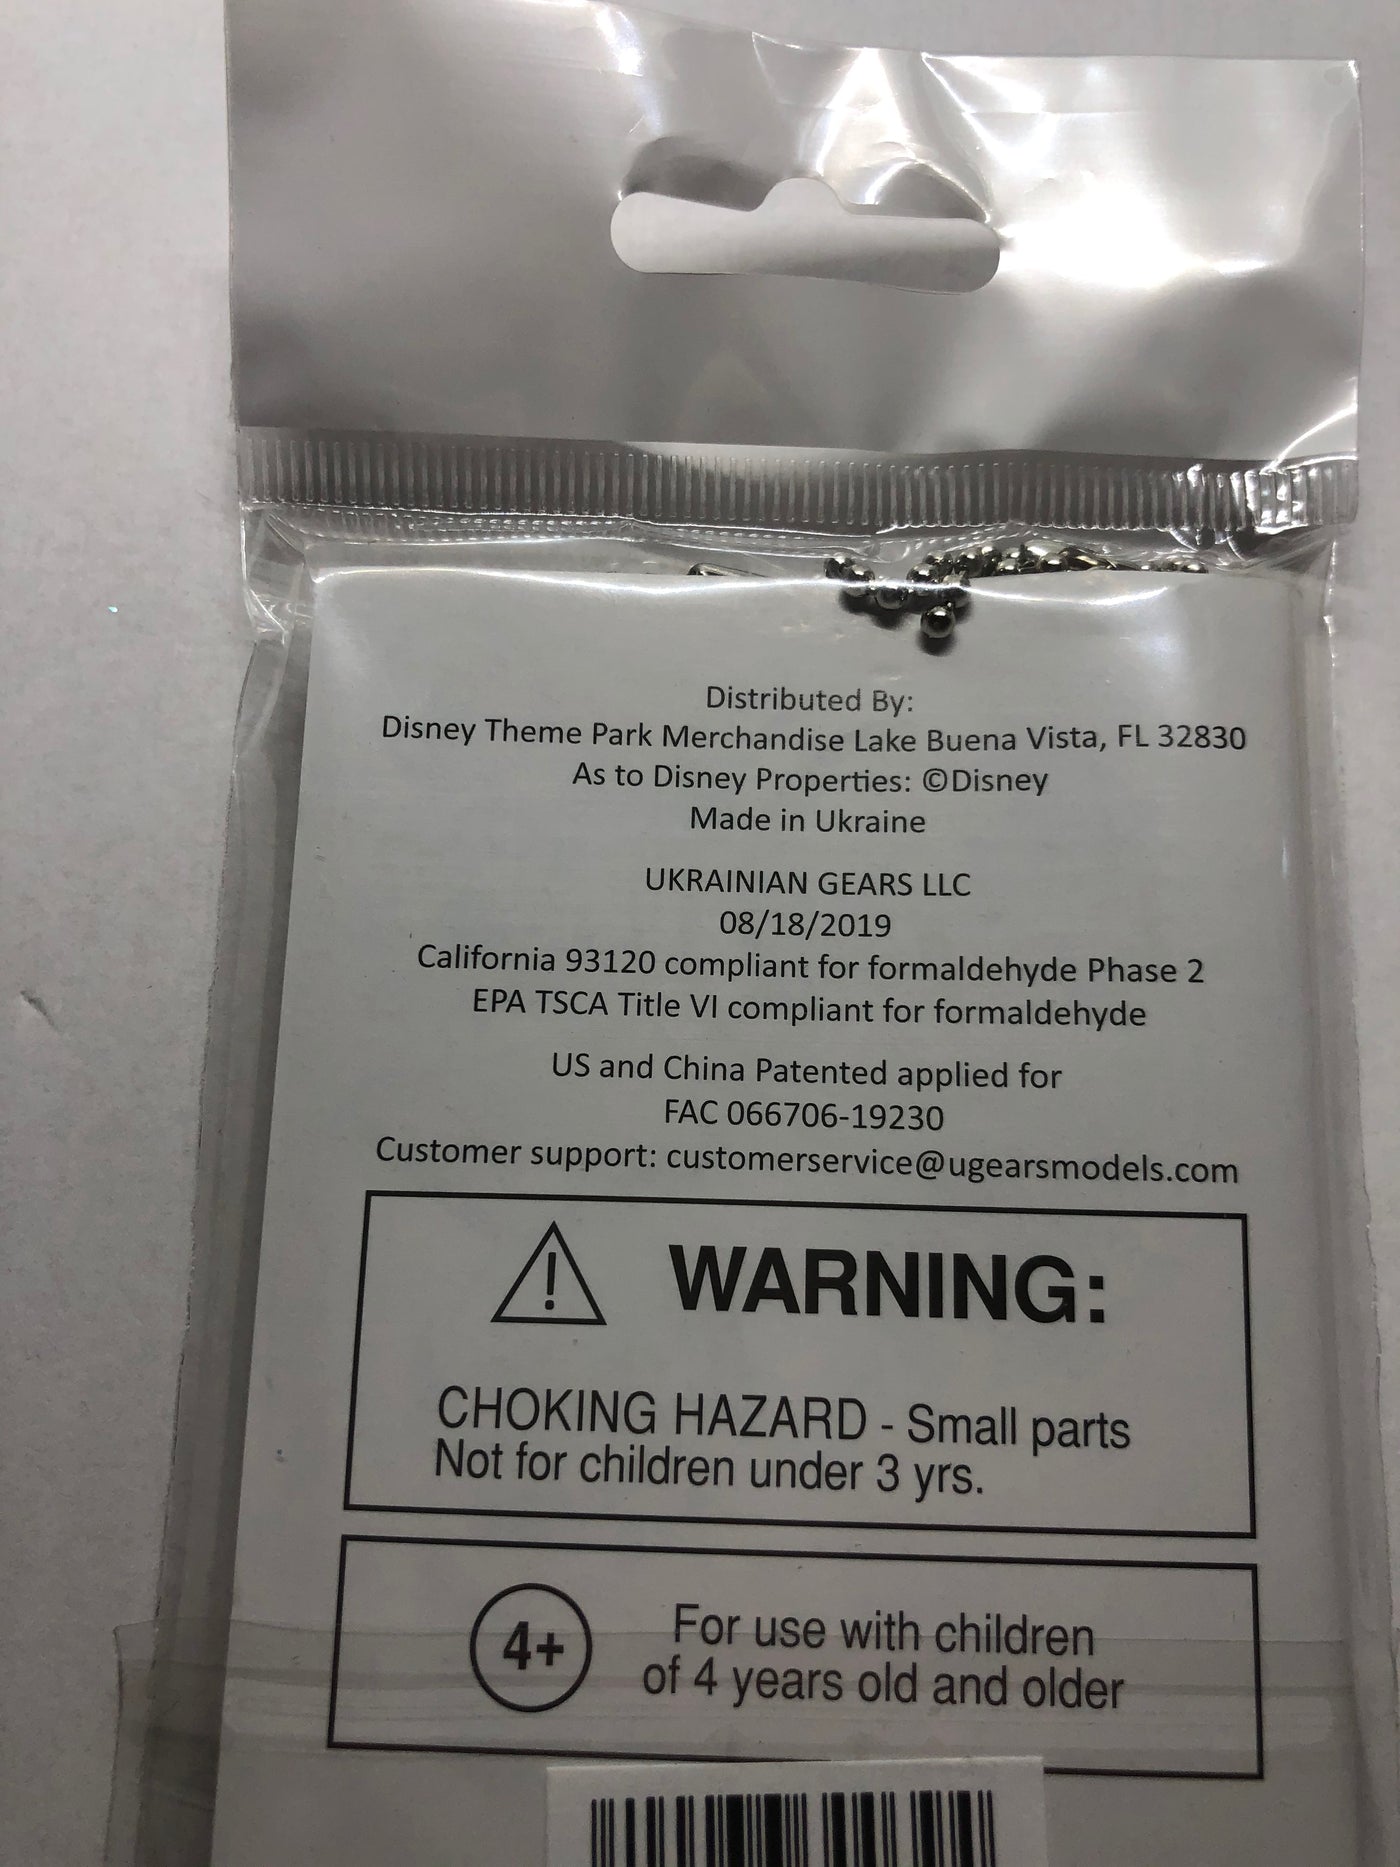 Distributed By:
Disney Theme Park Merchandise Lake Buena Vista, FL 32830
As to Disney Properties: ©Disney
Made in Ukraine
UKRAINIAN GEARS LLC
08/18/2019
California 93120 compliant for formaldehyde Phase 2
EPA TSCA Title VI compliant for formaldehyde
US and China Patented applied for
FAC 066706-19230
Customer support: customerservice@ugearsmodels.com
! WARNING:
CHOKING HAZARD - Small parts
Not for children under 3 yrs.
4+
For use with children
of 4 years old and older